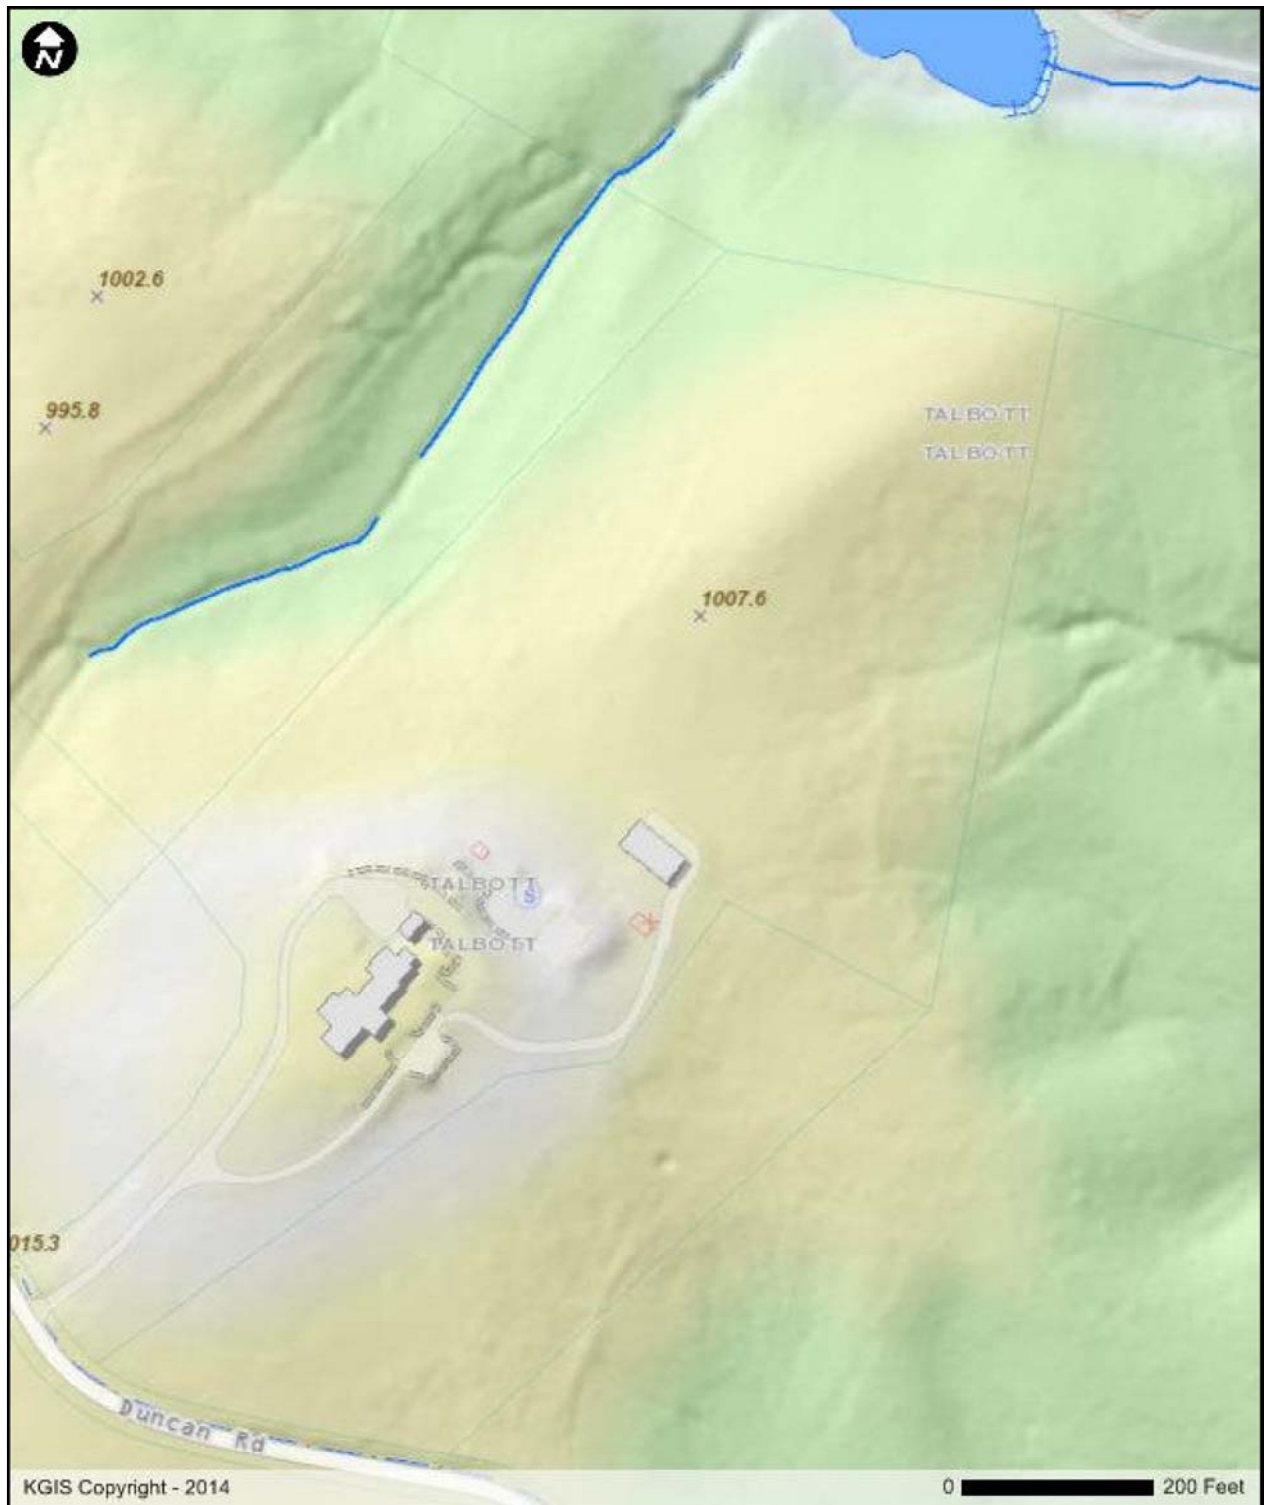 N
1002.6
995.8
TALBOTT
TALBOTT
1007.6
TALBOTT
S
TALBOTT
015.3
Duncan Rd
KGIS Copyright - 2014
0 200 Feet